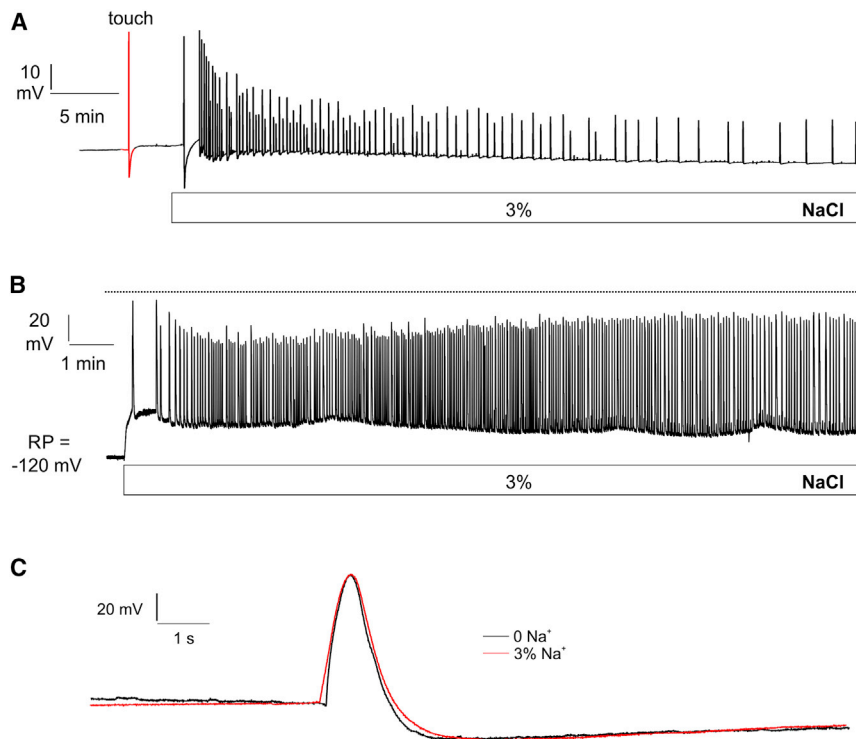 A
touch
10
mV
5 min
3% NaCl
B
20
mV
1 min
RP =
-120 mV
3% NaCl
C
20 mV
1 s
0 Na⁺
3% Na⁺